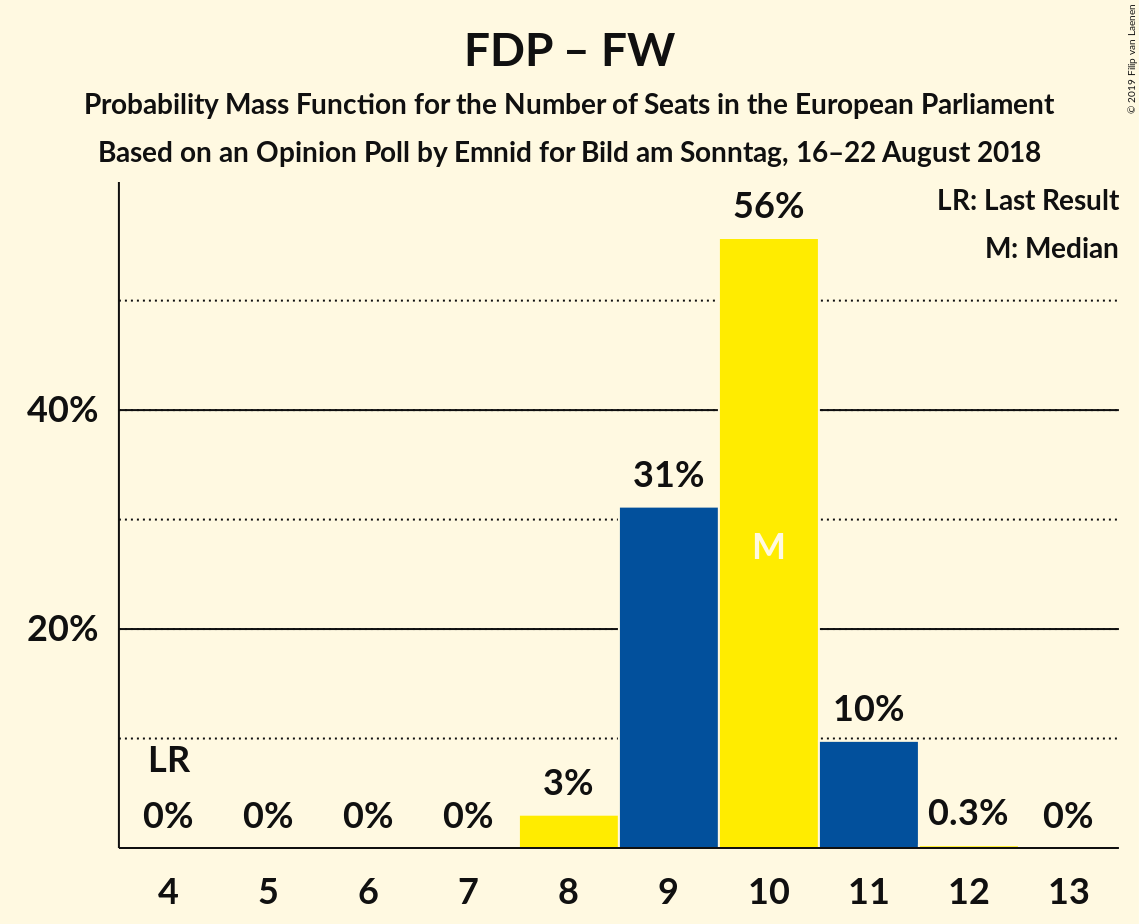 FDP – FW
Probability Mass Function for the Number of Seats in the European Parliament
Based on an Opinion Poll by Emnid for Bild am Sonntag, 16–22 August 2018
© 2019 Filip van Laenen
LR: Last Result
M: Median
56%
40%
31%
M
20%
10%
LR
3%
0% 0% 0% 0% 0.3% 0%
4 5 6 7 8 9 10 11 12 13